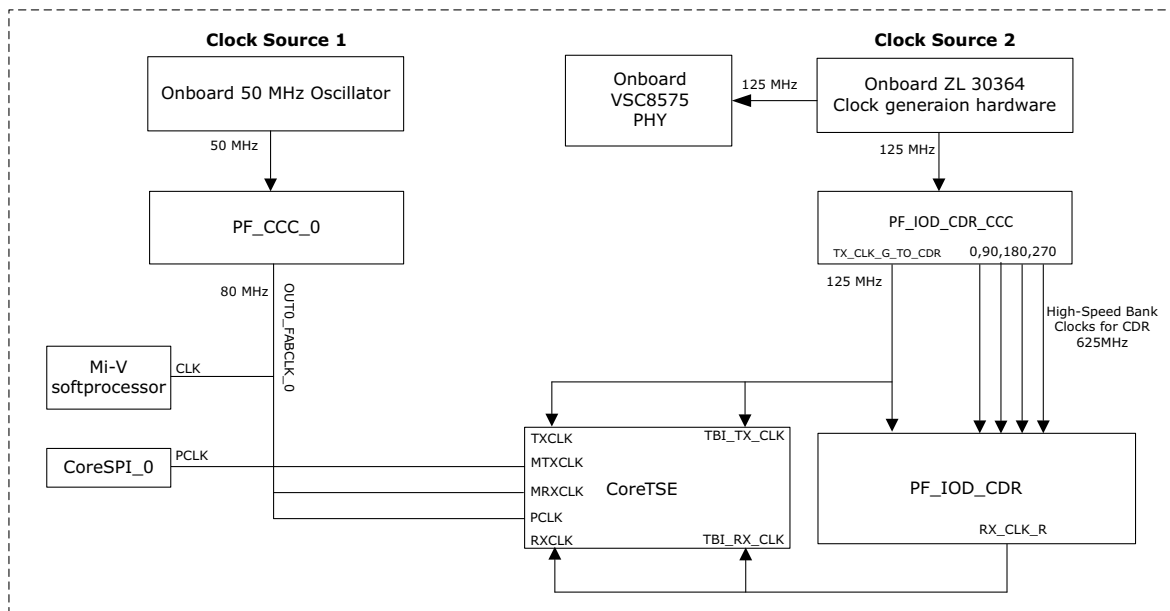 Clock Source 1
Clock Source 2
Onboard 50 MHz Oscillator
Onboard
VSC8575
PHY
125 MHz
Onboard ZL 30364
Clock generaion hardware
50 MHz
125 MHz
PF_CCC_0
PF_IOD_CDR_CCC
TX_CLK_G_TO_CDR
0,90,180,270
80 MHz
OUT0_FABCLK_0
125 MHz
High-Speed Bank
Clocks for CDR
625MHz
Mi-V
softprocessor
CLK
CoreSPI_0
PCLK
TXCLK
TBI_TX_CLK
MTXCLK
MRXCLK
CoreTSE
PCLK
RXCLK
TBI_RX_CLK
PF_IOD_CDR
RX_CLK_R